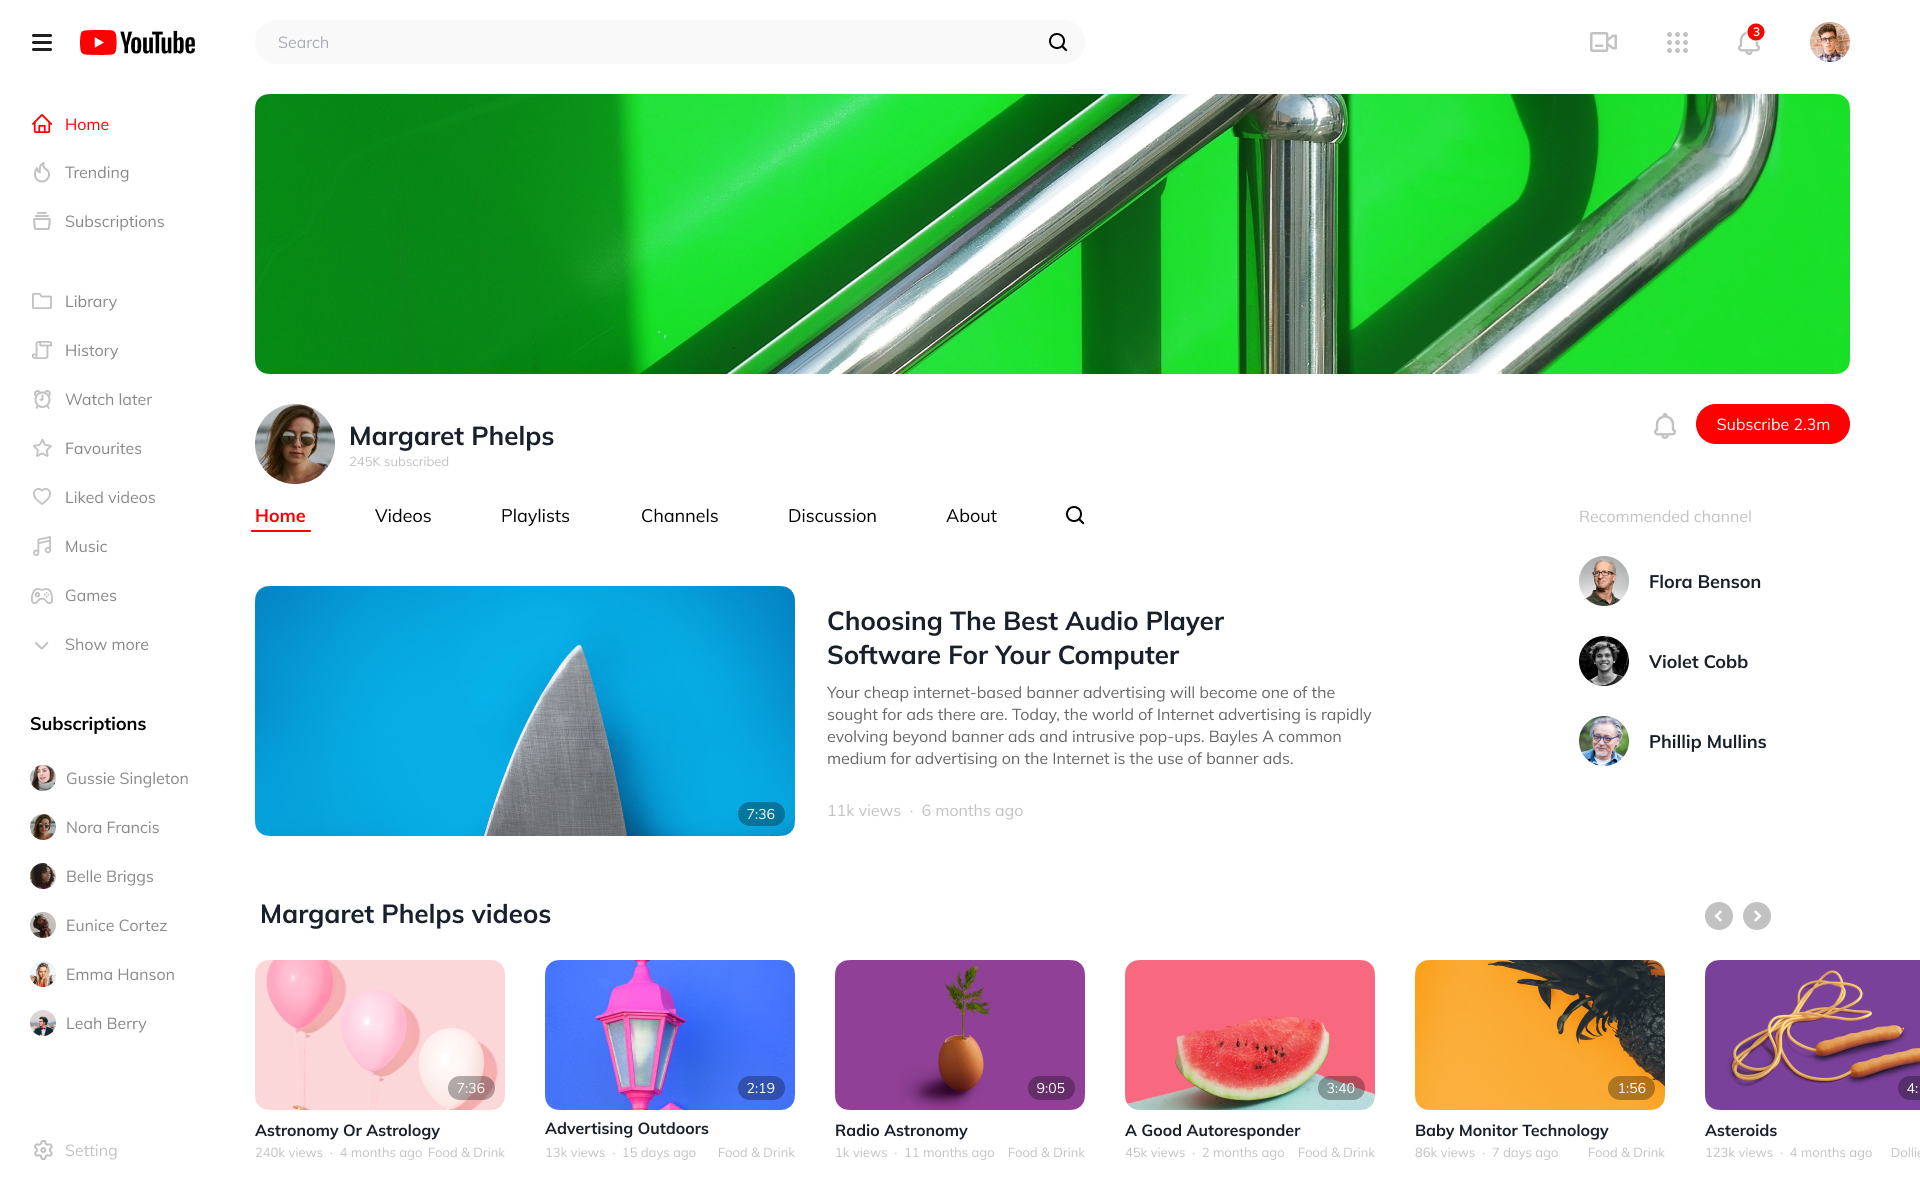 YouTube
Search
3
Home
Trending
Subscriptions
Library
History
Watch later
Favourites
Liked videos
Music
Games
Show more
Subscriptions
Gussie Singleton
Nora Francis
Belle Briggs
Eunice Cortez
Emma Hanson
Leah Berry
Setting
Margaret Phelps
245K subscribed
Subscribe 2.3m
Home
Videos
Playlists
Channels
Discussion
About
7:36
Choosing The Best Audio Player
Software For Your Computer
Your cheap internet-based banner advertising will become one of the
sought for ads there are. Today, the world of Internet advertising is rapidly
evolving beyond banner ads and intrusive pop-ups. Bayles A common
medium for advertising on the Internet is the use of banner ads.
11k views · 6 months ago
Recommended channel
Flora Benson
Violet Cobb
Phillip Mullins
Margaret Phelps videos
7:36
Astronomy Or Astrology
240k views · 4 months ago Food & Drink
2:19
Advertising Outdoors
13k views · 15 days ago Food & Drink
9:05
Radio Astronomy
1k views · 11 months ago Food & Drink
3:40
A Good Autoresponder
45k views · 2 months ago Food & Drink
1:56
Baby Monitor Technology
86k views · 7 days ago Food & Drink
4:
Asteroids
123k views · 4 months ago